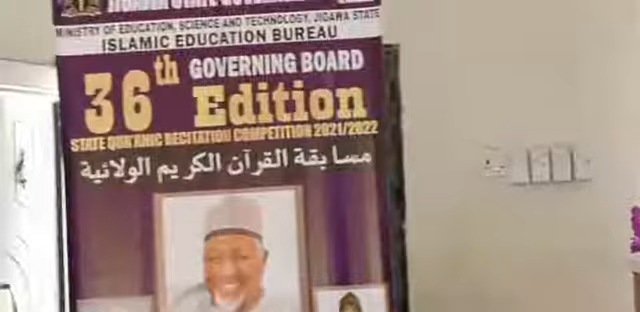 MINISTRY OF EDUCATION, SCIENCE AND TECHNOLOGY, JIGAWA STATE
ISLAMIC EDUCATION BUREAU
36th GOVERNING BOARD
Edition
STATE QUR'ANIC RECITATION COMPETITION 2021/2022
مسابقة القرآن الكريم الولائية